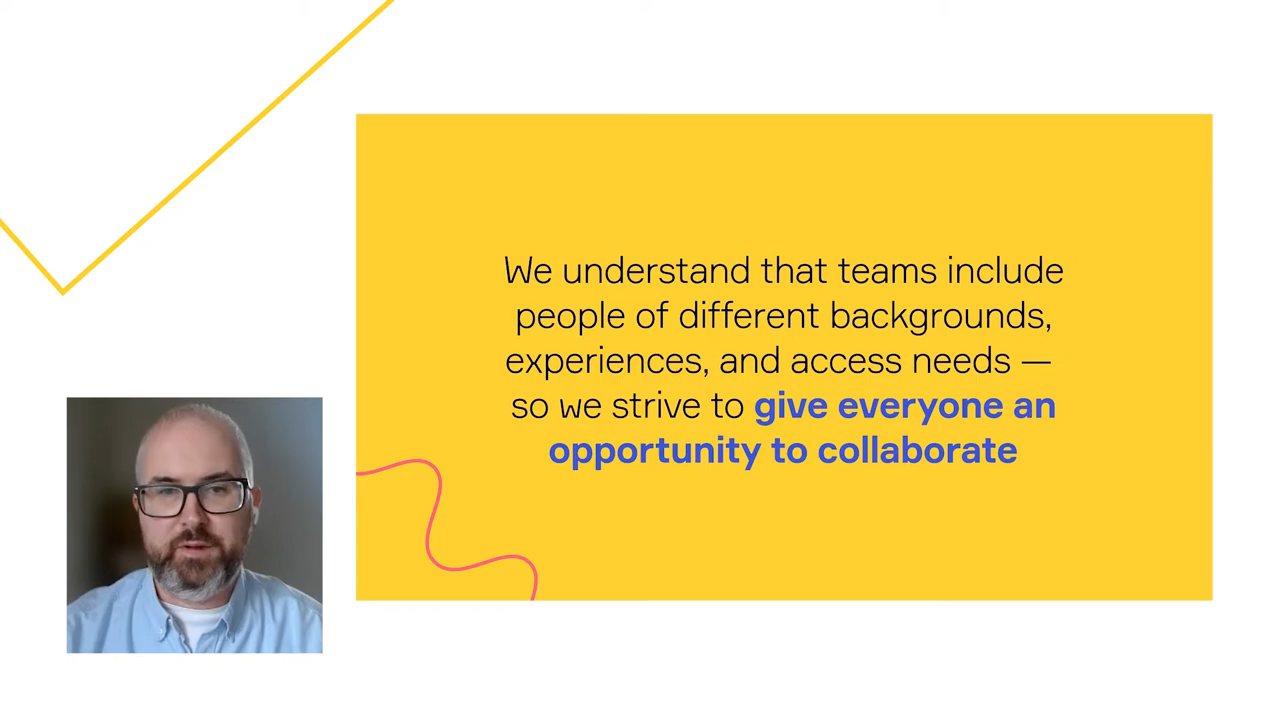 We understand that teams include
people of different backgrounds,
experiences, and access needs —
so we strive to give everyone an
opportunity to collaborate